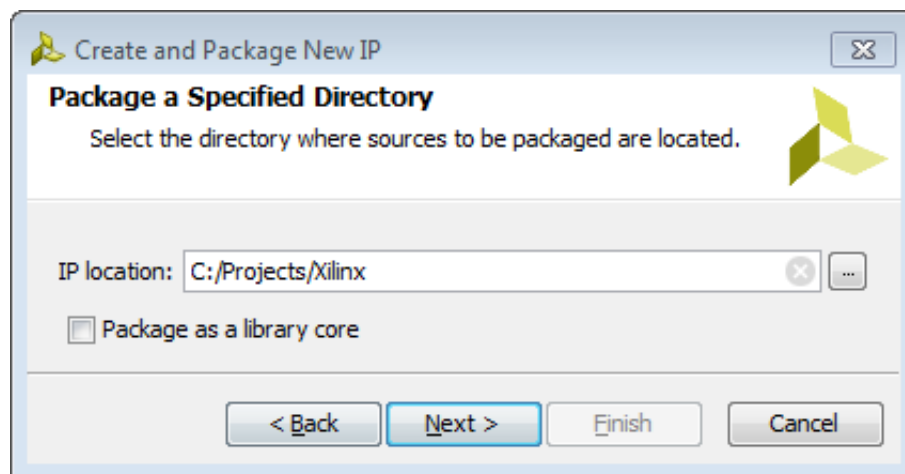 Create and Package New IP
Package a Specified Directory
Select the directory where sources to be packaged are located.
IP location: C:/Projects/Xilinx ...
Package as a library core
< Back Next > Finish Cancel